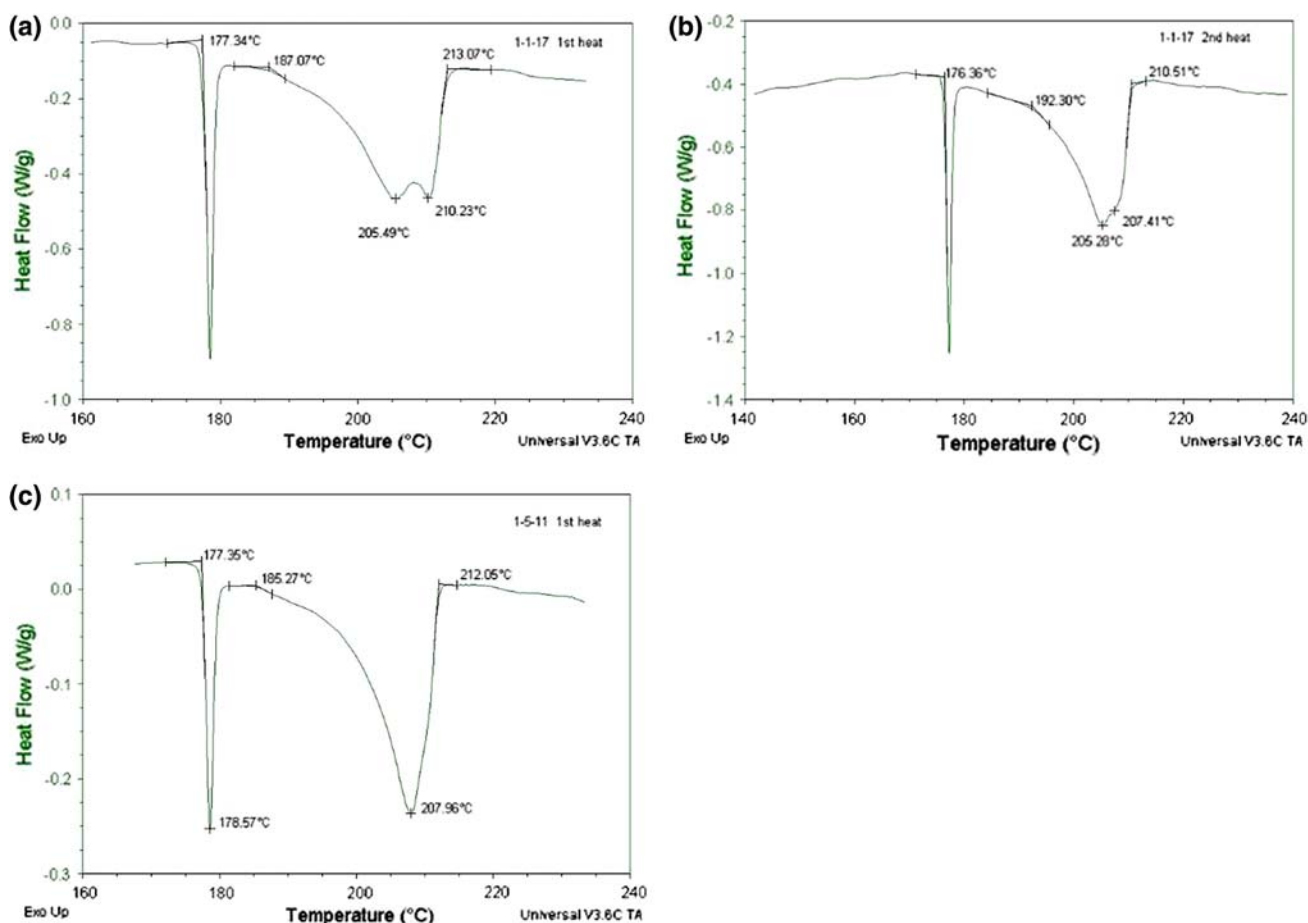 (a)
0.0
177.34°C
1-1-17 1st heat
187.07°C
213.07°C
-0.2
-0.4
205.49°C
210.23°C
-0.6
-0.8
-1.0
Heat Flow (W/g)
160 180 200 220 240
Exo Up
Temperature (°C)
Universal V3.6C TA
(b)
-0.2
1-1-17 2nd heat
-0.4
176.36°C
192.30°C
210.51°C
-0.6
-0.8
207.41°C
205.28°C
-1.0
-1.2
-1.4
Heat Flow (W/g)
140 160 180 200 220 240
Exo Up
Temperature (°C)
Universal V3.6C TA
(c)
0.1
1-5-11 1st heat
177.35°C
185.27°C
212.05°C
0.0
-0.1
-0.2
207.96°C
178.57°C
-0.3
Heat Flow (W/g)
160 180 200 220 240
Exo Up
Temperature (°C)
Universal V3.6C TA